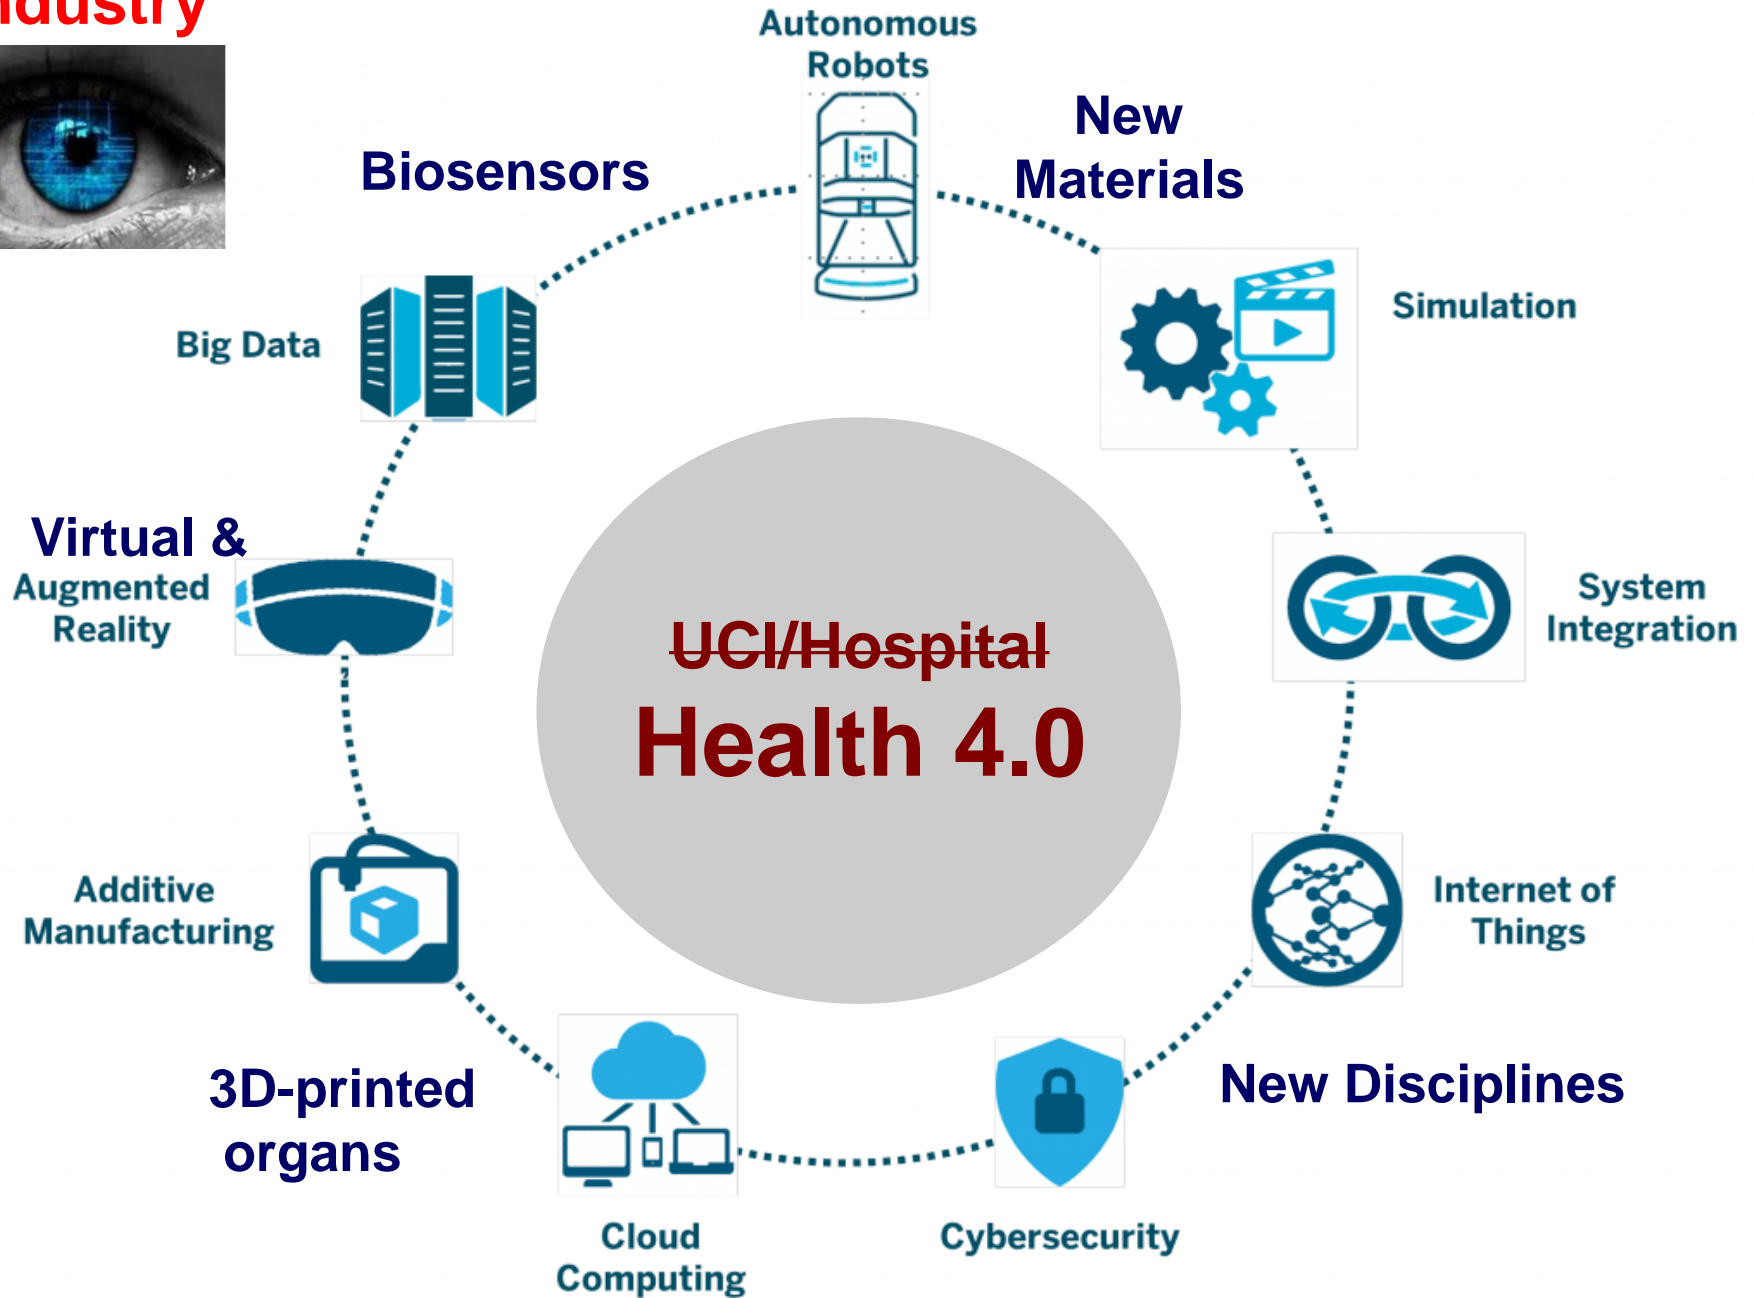 Autonomous
Robots
New
Materials
Biosensors
Simulation
Big Data
Virtual &
Augmented
Reality
System
Integration
UCI/Hospital
Health 4.0
Additive
Manufacturing
Internet of
Things
3D-printed
organs
New Disciplines
Cloud
Computing
Cybersecurity